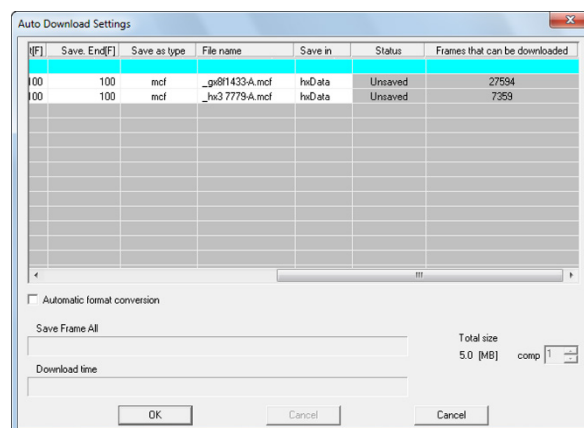 Auto Download Settings
t[F] Save. End[F] Save as type File name Save in Status Frames that can be downloaded
100 100 mcf _gx8f1433-A.mcf hxData Unsaved 27594
100 100 mcf _hx3 7779-A.mcf hxData Unsaved 7359
Automatic format conversion
Save Frame All
Total size
5.0 [MB] comp 1
Download time
OK Cancel Cancel